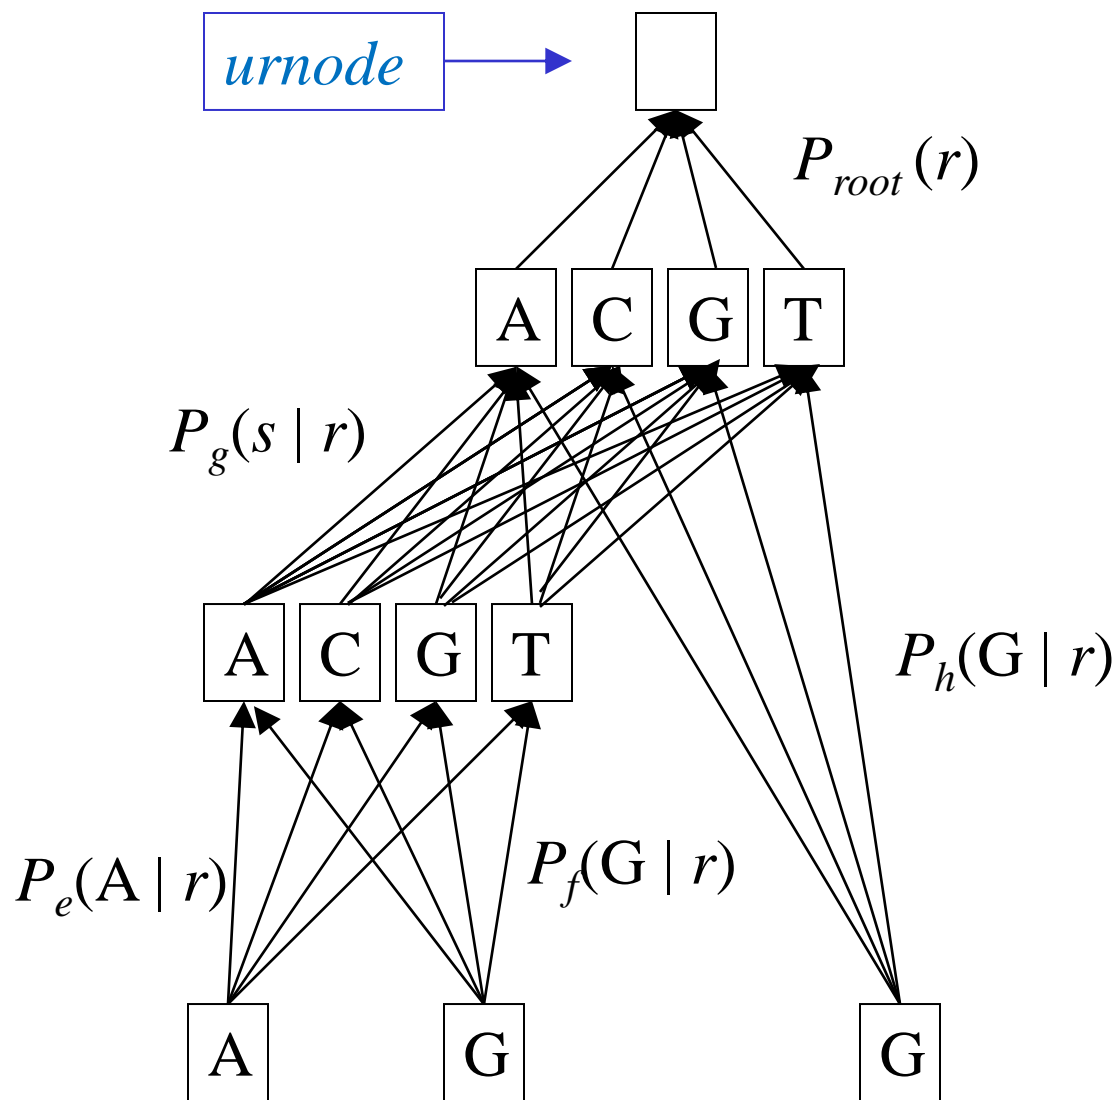 urnode
P_root (r)
A C G T
P_g(s | r)
A C G T
P_h(G | r)
P_e(A | r)
P_f(G | r)
A G G